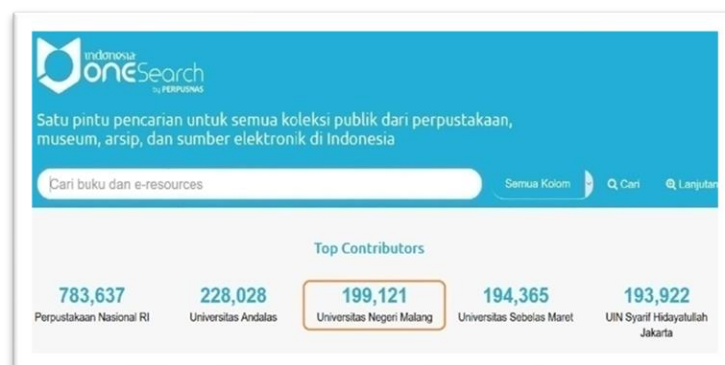 indonesia
oneSearch
by PERPUSNAS
Satu pintu pencarian untuk semua koleksi publik dari perpustakaan,
museum, arsip, dan sumber elektronik di Indonesia
Cari buku dan e-resources
Semua Kolom
Cari
Lanjutan
Top Contributors
783,637
Perpustakaan Nasional RI
228,028
Universitas Andalas
199,121
Universitas Negeri Malang
194,365
Universitas Sebelas Maret
193,922
UIN Syarif Hidayatullah
Jakarta